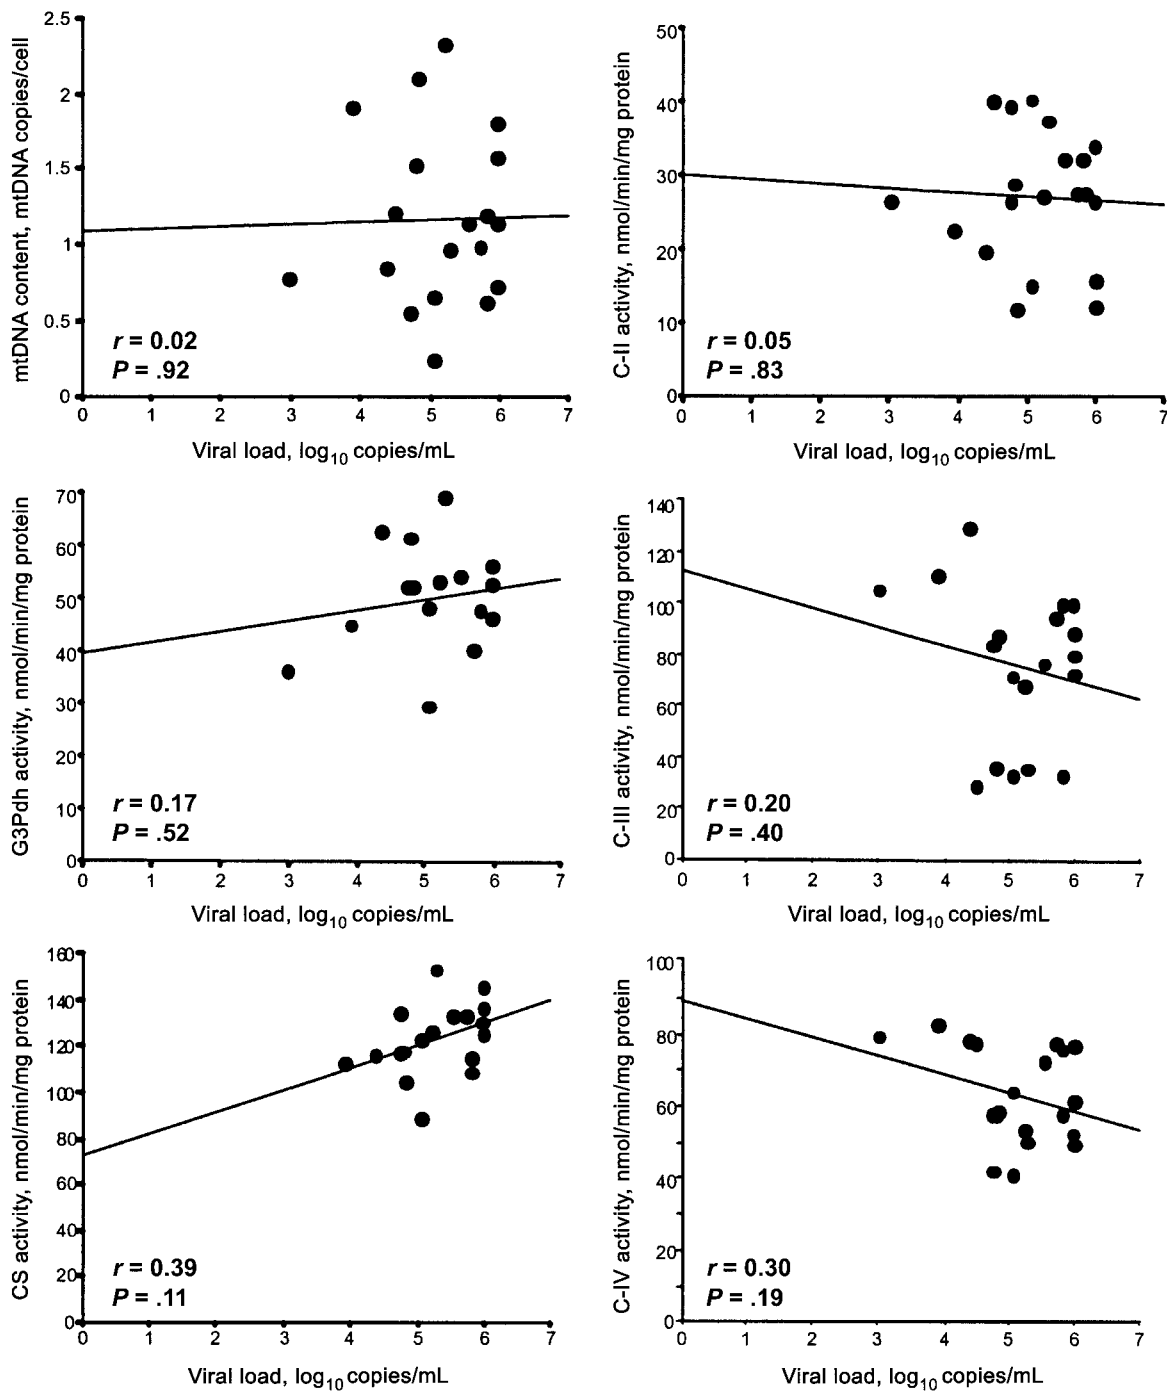 mtDNA content, mtDNA copies/cell
2.5
2
1.5
1
0.5
0
r = 0.02
P = .92
0 1 2 3 4 5 6 7
Viral load, log10 copies/mL
C-II activity, nmol/min/mg protein
50
40
30
20
10
0
r = 0.05
P = .83
0 1 2 3 4 5 6 7
Viral load, log10 copies/mL
G3Pdh activity, nmol/min/mg protein
70
60
50
40
30
20
10
0
r = 0.17
P = .52
0 1 2 3 4 5 6 7
Viral load, log10 copies/mL
C-III activity, nmol/min/mg protein
140
120
100
80
60
40
20
0
r = 0.20
P = .40
0 1 2 3 4 5 6 7
Viral load, log10 copies/mL
CS activity, nmol/min/mg protein
160
140
120
100
80
60
40
20
0
r = 0.39
P = .11
0 1 2 3 4 5 6 7
Viral load, log10 copies/mL
C-IV activity, nmol/min/mg protein
100
80
60
40
20
0
r = 0.30
P = .19
0 1 2 3 4 5 6 7
Viral load, log10 copies/mL